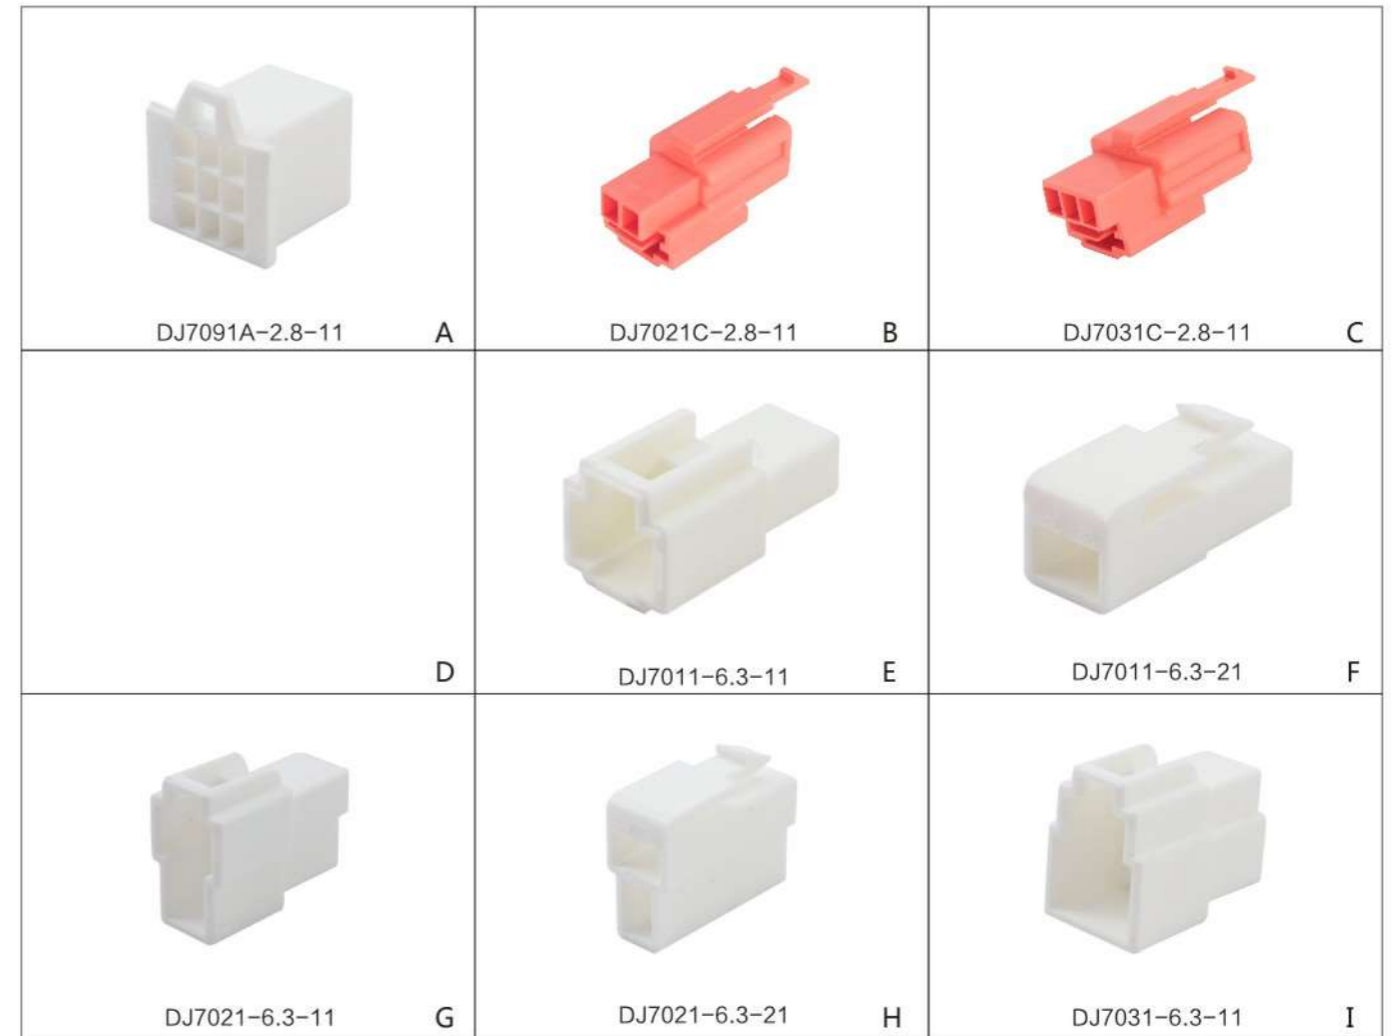 DJ7091A-2.8-11 A
DJ7021C-2.8-11 B
DJ7031C-2.8-11 C
D
DJ7011-6.3-11 E
DJ7011-6.3-21 F
DJ7021-6.3-11 G
DJ7021-6.3-21 H
DJ7031-6.3-11 I